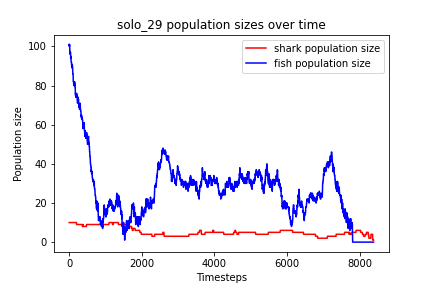 solo_29 population sizes over time
shark population size
fish population size
Population size
100
80
60
40
20
0
0
2000
4000
6000
8000
Timesteps